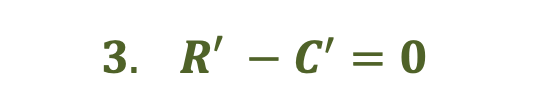 3. R′ − C′ = 0